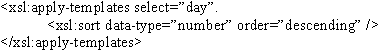 <xsl:apply-templates select="day".
<xsl:sort data-type="number" order="descending" />
</xsl:apply-templates>